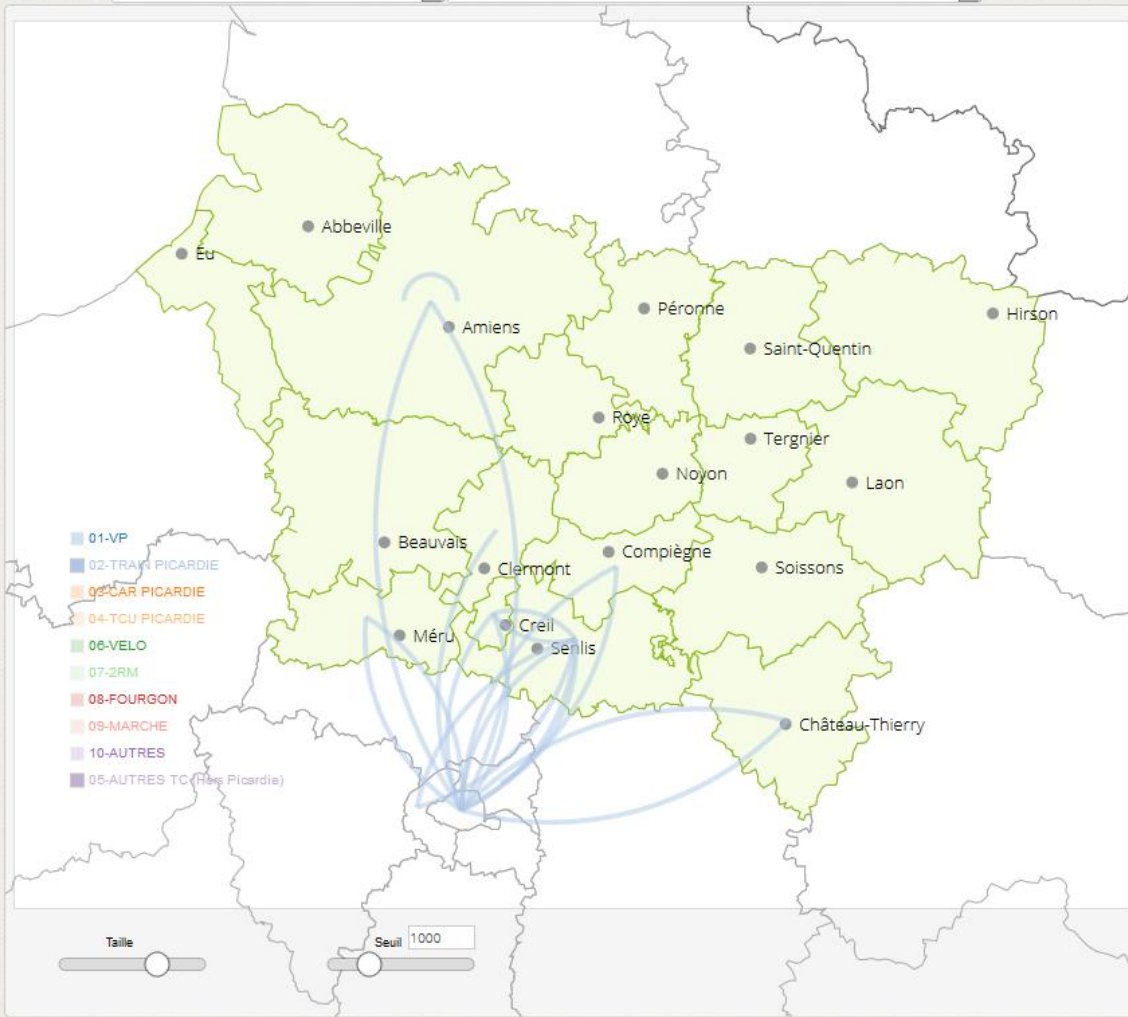 Abbeville
Eu
Amiens
Péronne
Hirson
Saint-Quentin
Roye
Tergnier
Noyon
Laon
Beauvais
Compiègne
Clermont
Soissons
Creil
Méru
Senlis
Château-Thierry
01-VP
02-TRAIN PICARDIE
03-CAR PICARDIE
04-TCU PICARDIE
06-VELO
07-2RM
08-FOURGON
09-MARCHE
10-AUTRES
05-AUTRES TC (Hors Picardie)
Taille
Seuil 1000